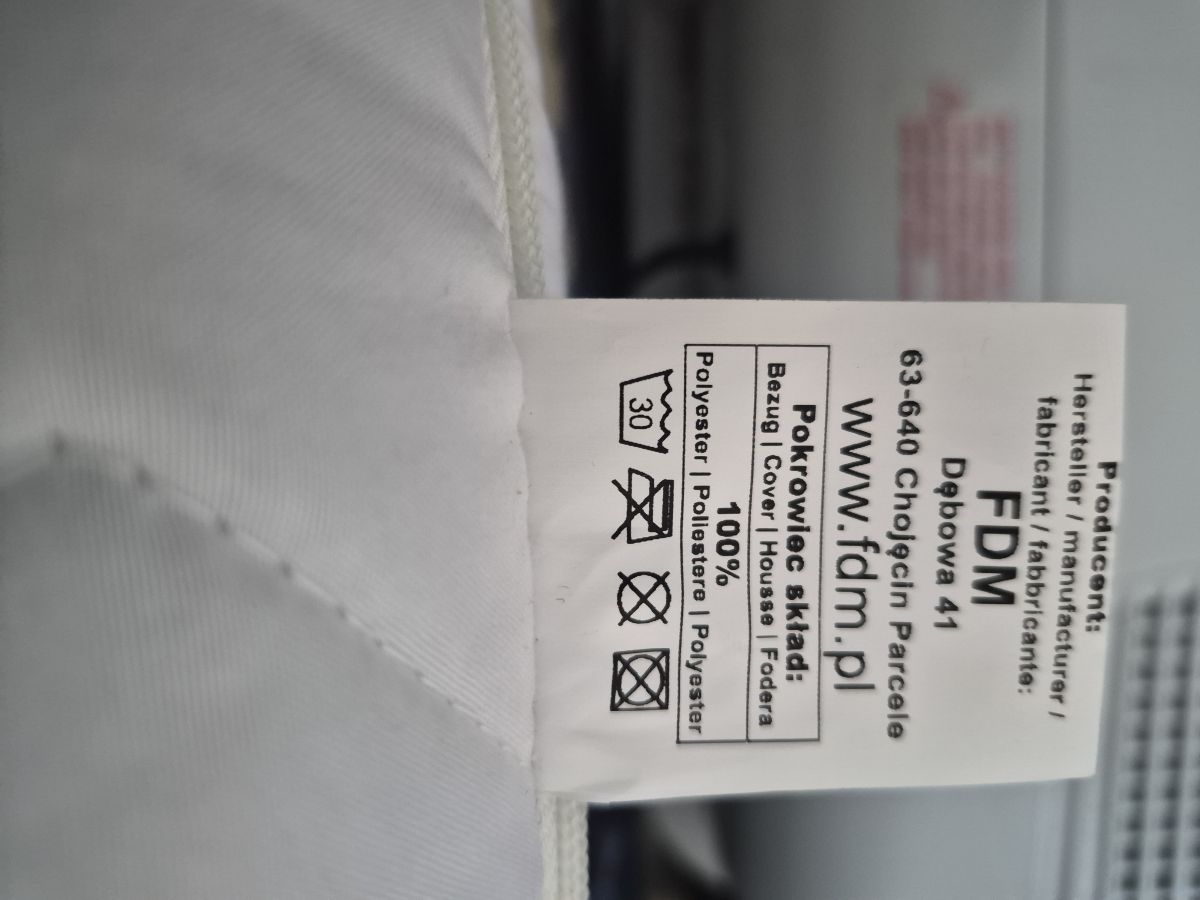 Producent:
Hersteller / manufacturer /
fabricant / fabbricante:
FDM
Dębowa 41
63-640 Chojęcin Parcele
www.fdm.pl
Pokrowiec skład:
Bezug | Cover | Housse | Fodera
100%
Polyester | Poliestere | Polyester
30